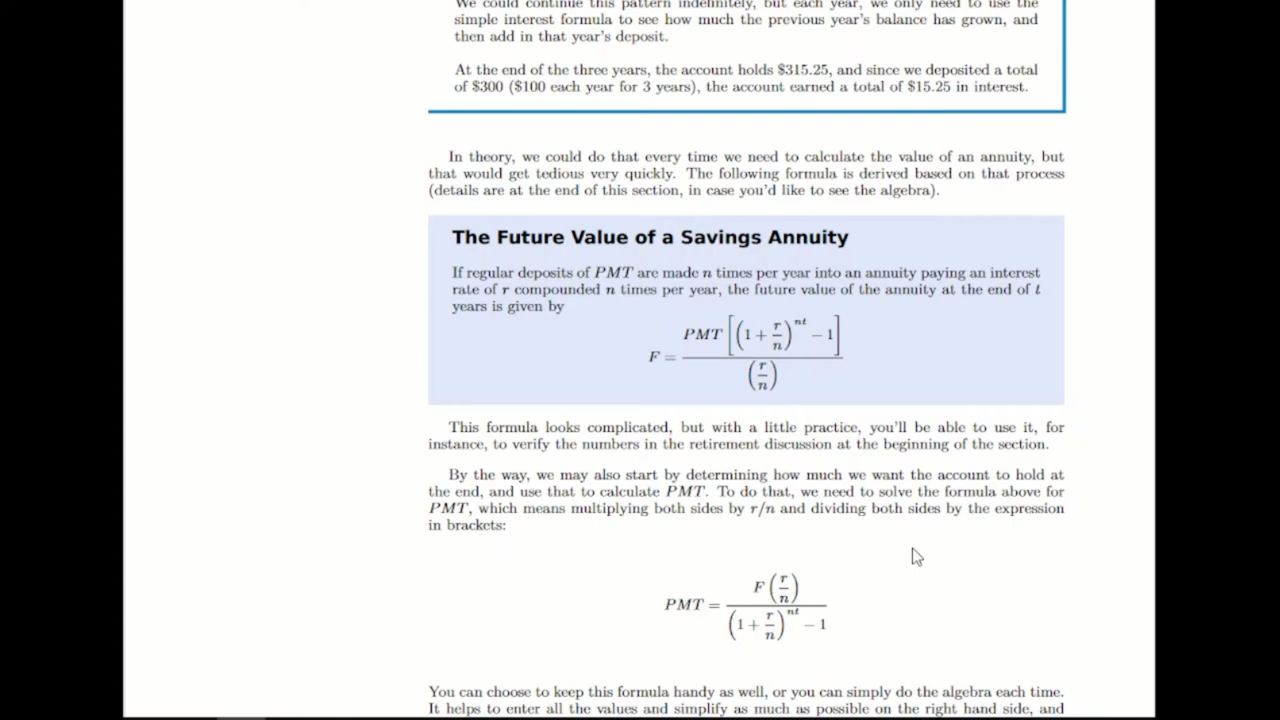 We could continue this pattern indefinitely, but each year, we only need to use the
simple interest formula to see how much the previous year's balance has grown, and
then add in that year's deposit.
At the end of the three years, the account holds $315.25, and since we deposited a total
of $300 ($100 each year for 3 years), the account earned a total of $15.25 in interest.
In theory, we could do that every time we need to calculate the value of an annuity, but
that would get tedious very quickly. The following formula is derived based on that process
(details are at the end of this section, in case you'd like to see the algebra).
The Future Value of a Savings Annuity
If regular deposits of PMT are made n times per year into an annuity paying an interest
rate of r compounded n times per year, the future value of the annuity at the end of t
years is given by
F = PMT [(1 + r/n)^nt − 1] / (r/n)
This formula looks complicated, but with a little practice, you'll be able to use it, for
instance, to verify the numbers in the retirement discussion at the beginning of the section.
By the way, we may also start by determining how much we want the account to hold at
the end, and use that to calculate PMT. To do that, we need to solve the formula above for
PMT, which means multiplying both sides by r/n and dividing both sides by the expression
in brackets:
PMT = F (r/n) / (1 + r/n)^nt − 1
You can choose to keep this formula handy as well, or you can simply do the algebra each time.
It helps to enter all the values and simplify as much as possible on the right hand side, and